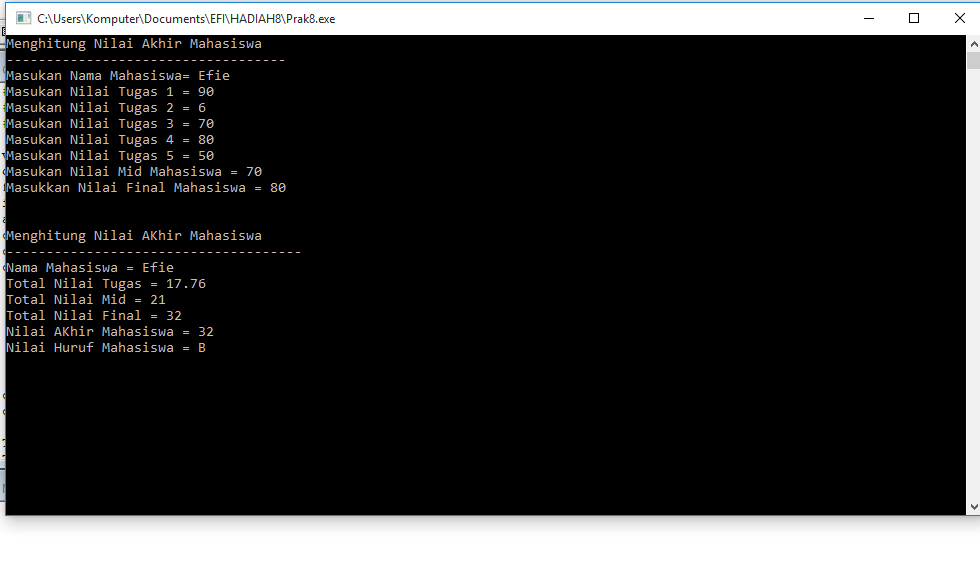 C:\Users\Komputer\Documents\EFI\HADIAH8\Prak8.exe
Menghitung Nilai Akhir Mahasiswa
-----------------------------------
Masukan Nama Mahasiswa= Efie
Masukan Nilai Tugas 1 = 90
Masukan Nilai Tugas 2 = 6
Masukan Nilai Tugas 3 = 70
Masukan Nilai Tugas 4 = 80
Masukan Nilai Tugas 5 = 50
Masukan Nilai Mid Mahasiswa = 70
Masukkan Nilai Final Mahasiswa = 80
Menghitung Nilai AKhir Mahasiswa
-------------------------------------
Nama Mahasiswa = Efie
Total Nilai Tugas = 17.76
Total Nilai Mid = 21
Total Nilai Final = 32
Nilai AKhir Mahasiswa = 32
Nilai Huruf Mahasiswa = B